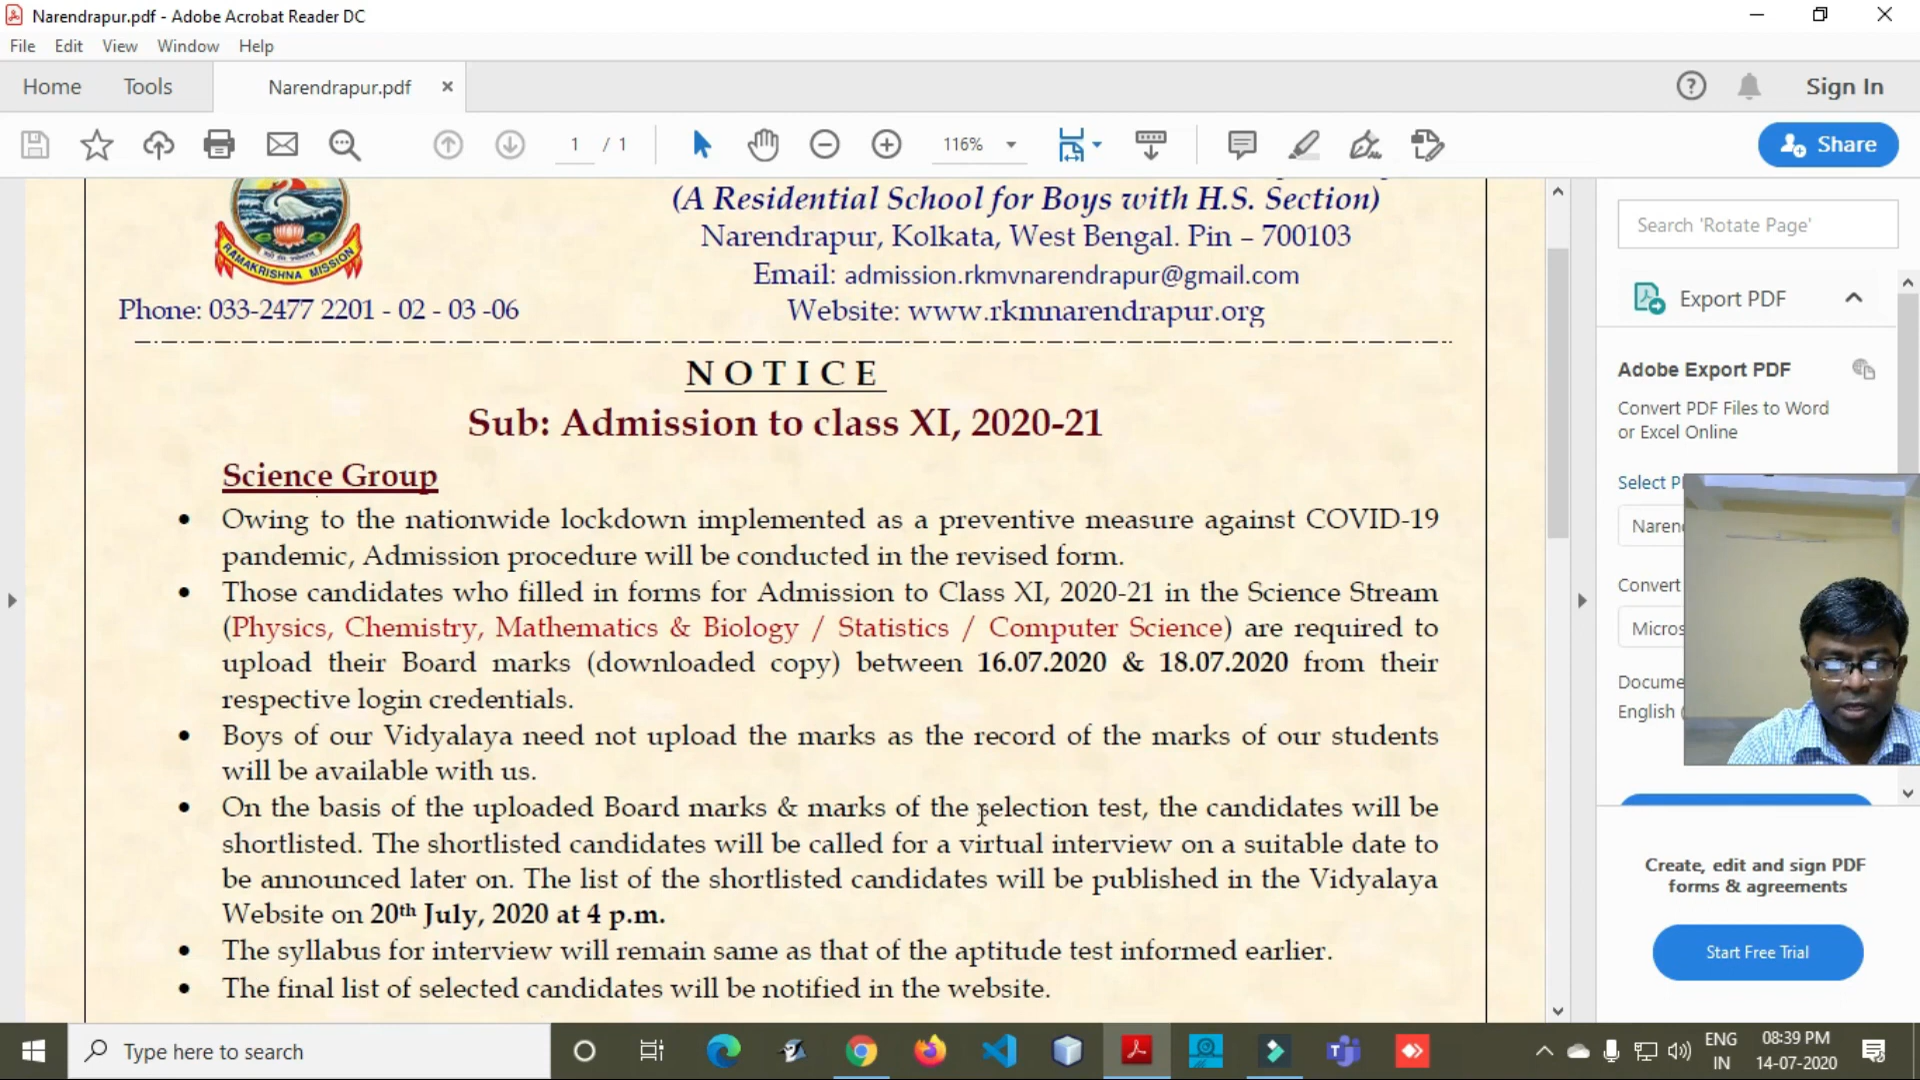 Narendrapur.pdf - Adobe Acrobat Reader DC
File Edit View Window Help
Home Tools Narendrapur.pdf × Sign In
1 / 1 116% Share
(A Residential School for Boys with H.S. Section)
Narendrapur, Kolkata, West Bengal. Pin – 700103
Email: admission.rkmvnarendrapur@gmail.com
RAMAKRISHNA MISSION
Phone: 033-2477 2201 - 02 - 03 -06
Website: www.rkmnarendrapur.org
NOTICE
Sub: Admission to class XI, 2020-21
Science Group
• Owing to the nationwide lockdown implemented as a preventive measure against COVID-19
pandemic, Admission procedure will be conducted in the revised form.
• Those candidates who filled in forms for Admission to Class XI, 2020-21 in the Science Stream
(Physics, Chemistry, Mathematics & Biology / Statistics / Computer Science) are required to
upload their Board marks (downloaded copy) between 16.07.2020 & 18.07.2020 from their
respective login credentials.
• Boys of our Vidyalaya need not upload the marks as the record of the marks of our students
will be available with us.
• On the basis of the uploaded Board marks & marks of the selection test, the candidates will be
shortlisted. The shortlisted candidates will be called for a virtual interview on a suitable date to
be announced later on. The list of the shortlisted candidates will be published in the Vidyalaya
Website on 20th July, 2020 at 4 p.m.
• The syllabus for interview will remain same as that of the aptitude test informed earlier.
• The final list of selected candidates will be notified in the website.
Search 'Rotate Page'
Export PDF
Adobe Export PDF
Convert PDF Files to Word
or Excel Online
Select P
Naren
Convert
Micros
Docume
English (
Create, edit and sign PDF
forms & agreements
Start Free Trial
Type here to search
ENG
IN
08:39 PM
14-07-2020